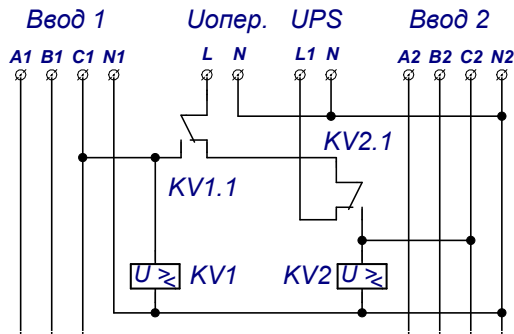 Ввод 1 Uопер. UPS Ввод 2
A1 B1 C1 N1 L N L1 N A2 B2 C2 N2
KV2.1
KV1.1
U >< KV1 KV2 U ><